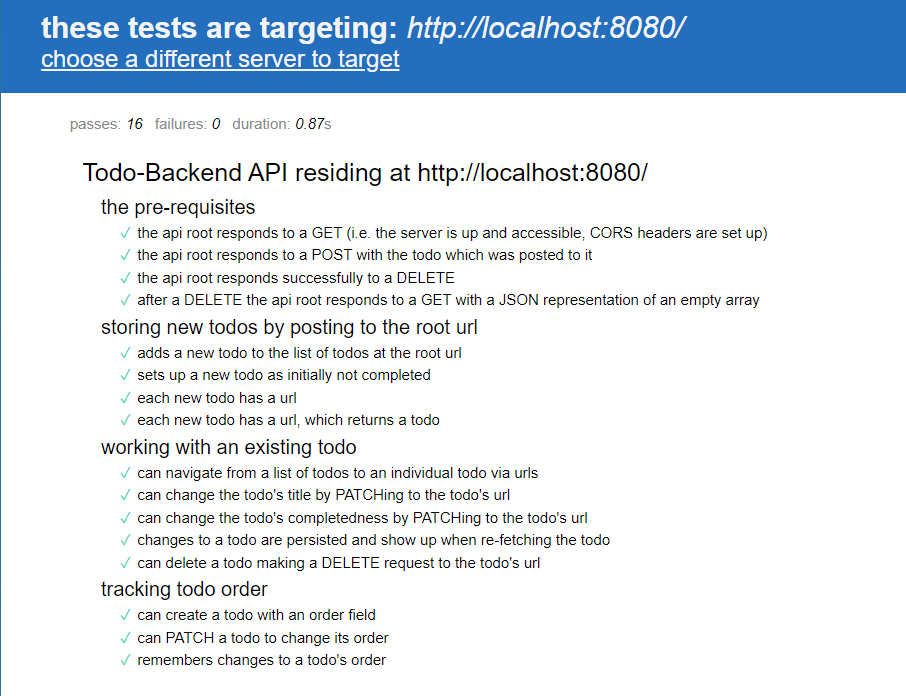 these tests are targeting: http://localhost:8080/
choose a different server to target
passes: 16 failures: 0 duration: 0.87s
Todo-Backend API residing at http://localhost:8080/
the pre-requisites
✓ the api root responds to a GET (i.e. the server is up and accessible, CORS headers are set up)
✓ the api root responds to a POST with the todo which was posted to it
✓ the api root responds successfully to a DELETE
✓ after a DELETE the api root responds to a GET with a JSON representation of an empty array
storing new todos by posting to the root url
✓ adds a new todo to the list of todos at the root url
✓ sets up a new todo as initially not completed
✓ each new todo has a url
✓ each new todo has a url, which returns a todo
working with an existing todo
✓ can navigate from a list of todos to an individual todo via urls
✓ can change the todo's title by PATCHing to the todo's url
✓ can change the todo's completedness by PATCHing to the todo's url
✓ changes to a todo are persisted and show up when re-fetching the todo
✓ can delete a todo making a DELETE request to the todo's url
tracking todo order
✓ can create a todo with an order field
✓ can PATCH a todo to change its order
✓ remembers changes to a todo's order